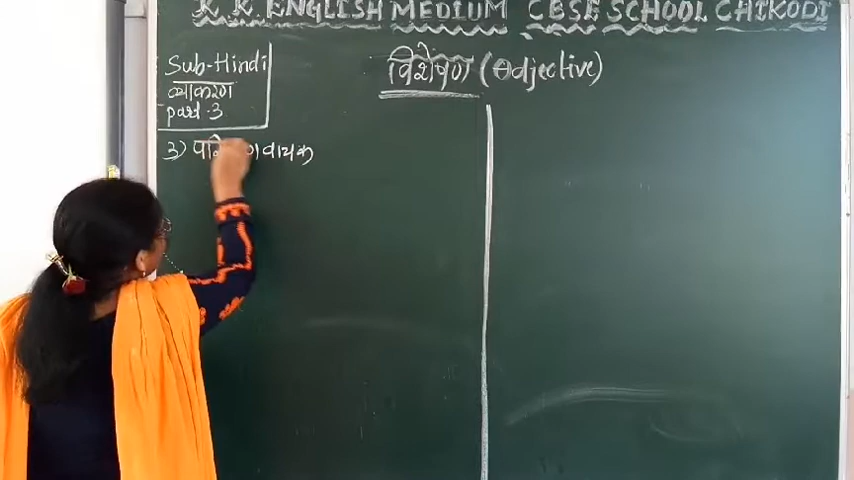 K K ENGLISH MEDIUM CBSE SCHOOL CHIKODI
Sub-Hindi
व्याकरण
part-3
विशेषण (Adjective)
3) वाचक